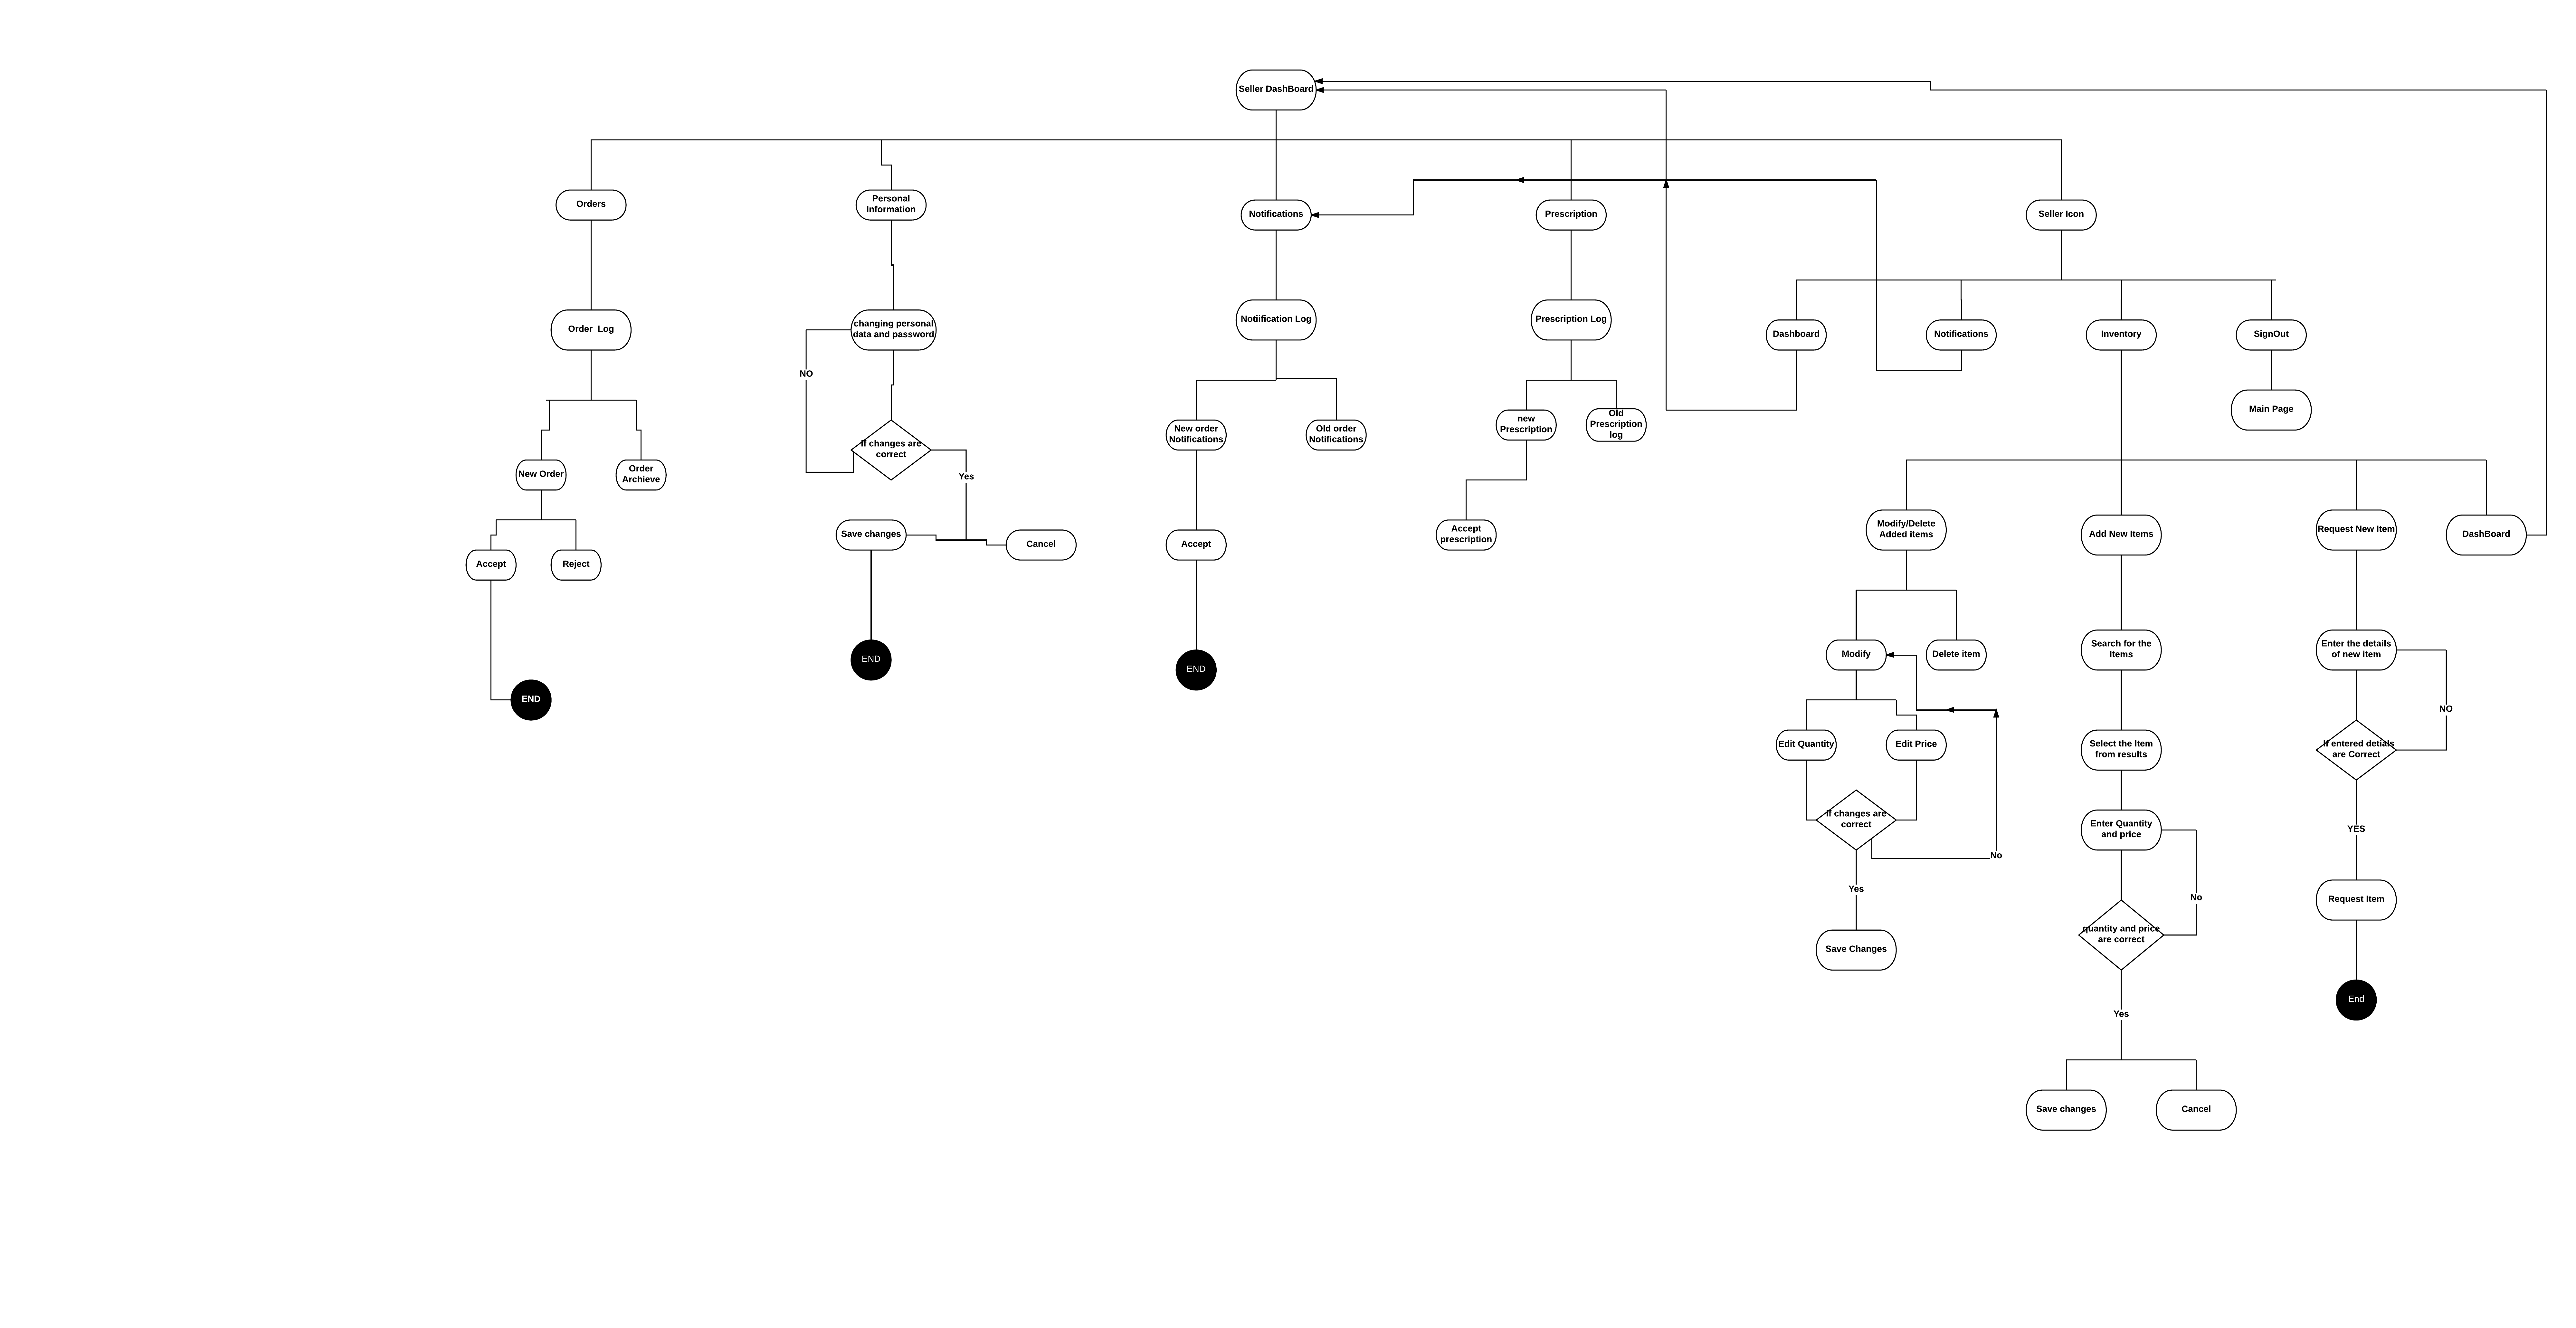 Seller DashBoard
Orders
Personal
Information
Notifications
Prescription
Seller Icon
Order  Log
changing personal
data and password
Notiification Log
Prescription Log
Dashboard
Notifications
Inventory
SignOut
NO
Main Page
If changes are
correct
New order
Notifications
Old order
Notifications
new
Prescription
Old
Prescription
log
New Order
Order
Archieve
Yes
Save changes
Cancel
Accept
Accept
prescription
Modify/Delete
Added items
Add New Items
Request New Item
DashBoard
Accept
Reject
END
END
END
Modify
Delete item
Search for the
Items
Enter the details
of new item
NO
Edit Quantity
Edit Price
Select the Item
from results
If entered detials
are Correct
If changes are
correct
No
Enter Quantity
and price
YES
Yes
No
Request Item
Save Changes
quantity and price
are correct
End
Yes
Save changes
Cancel